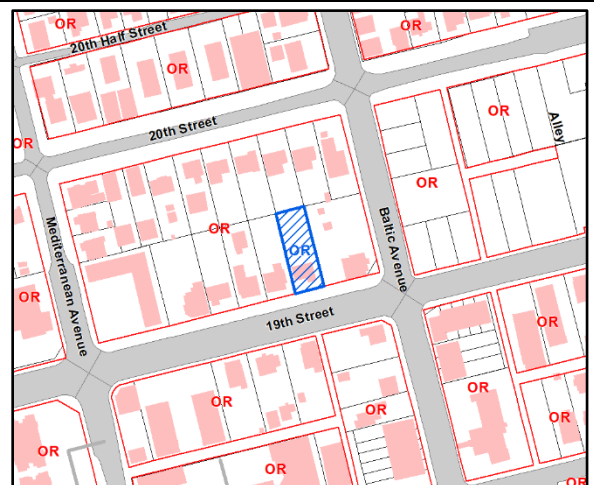 OR
OR
20th Half Street
OR
OR
Alley
20th Street
OR
OR
Mediterranean Avenue
Baltic Avenue
OR
OR
OR
19th Street
OR
OR
OR
OR
OR
OR
OR
OR